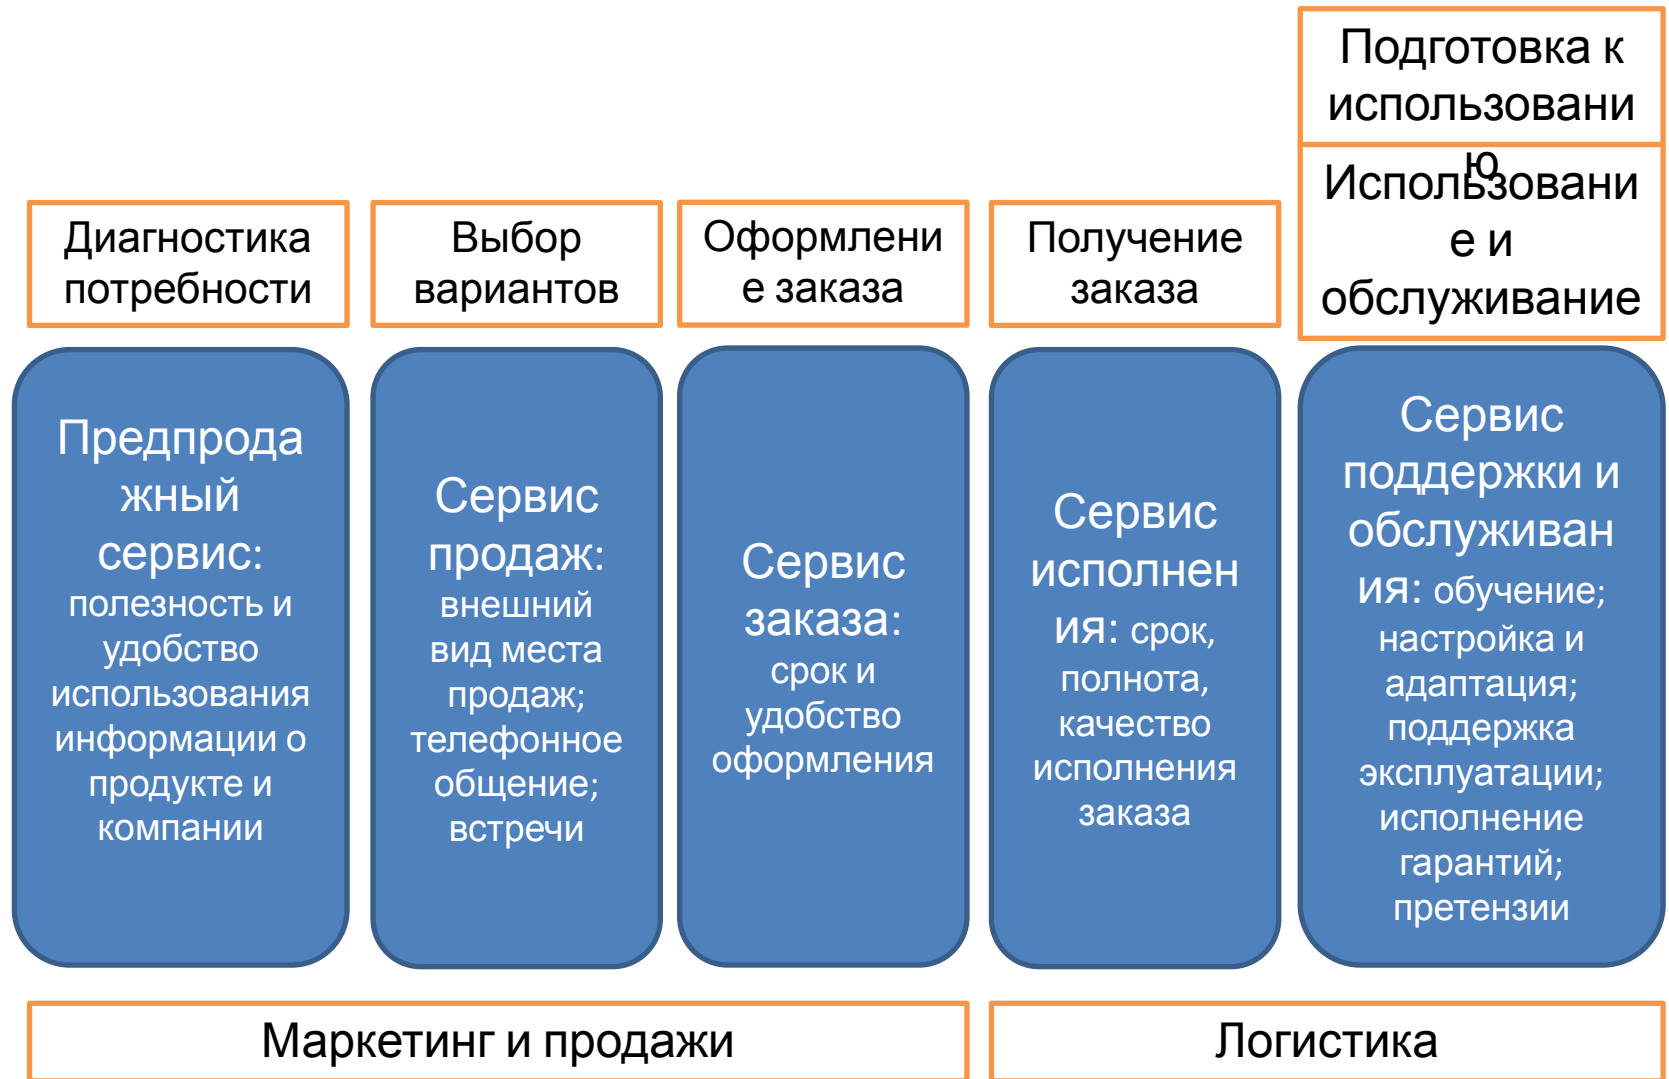 Подготовка к
использовани
ю
Использовани
е и
обслуживание
Диагностика
потребности
Выбор
вариантов
Оформлени
е заказа
Получение
заказа
Предпрода
жный
сервис:
полезность и
удобство
использования
информации о
продукте и
компании
Сервис
продаж:
внешний
вид места
продаж;
телефонное
общение;
встречи
Сервис
заказа:
срок и
удобство
оформления
Сервис
исполнен
ия: срок,
полнота,
качество
исполнения
заказа
Сервис
поддержки и
обслуживан
ия: обучение;
настройка и
адаптация;
поддержка
эксплуатации;
исполнение
гарантий;
претензии
Маркетинг и продажи
Логистика